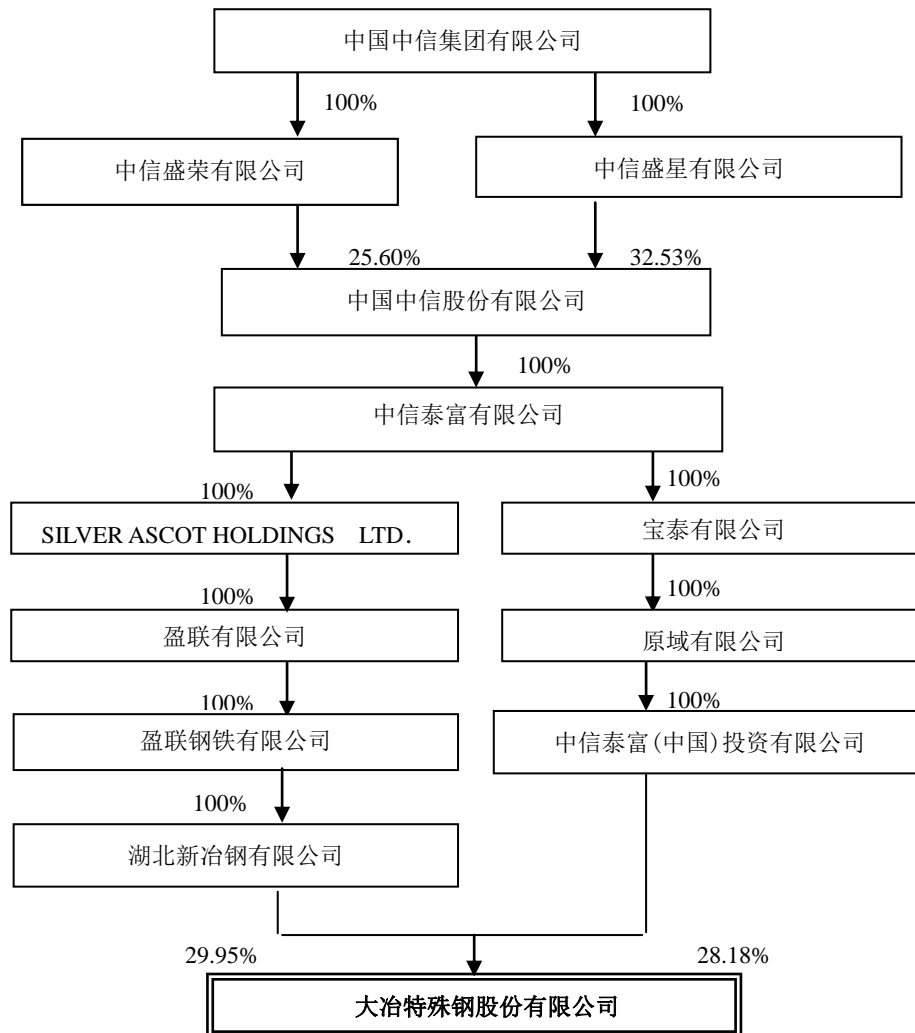 中国中信集团有限公司
100% 100%
中信盛荣有限公司 中信盛星有限公司
25.60% 32.53%
中国中信股份有限公司
100%
中信泰富有限公司
100% 100%
SILVER ASCOT HOLDINGS LTD. 宝泰有限公司
100% 100%
盈联有限公司 原域有限公司
100% 100%
盈联钢铁有限公司 中信泰富(中国)投资有限公司
100%
湖北新冶钢有限公司
29.95% 28.18%
大冶特殊钢股份有限公司